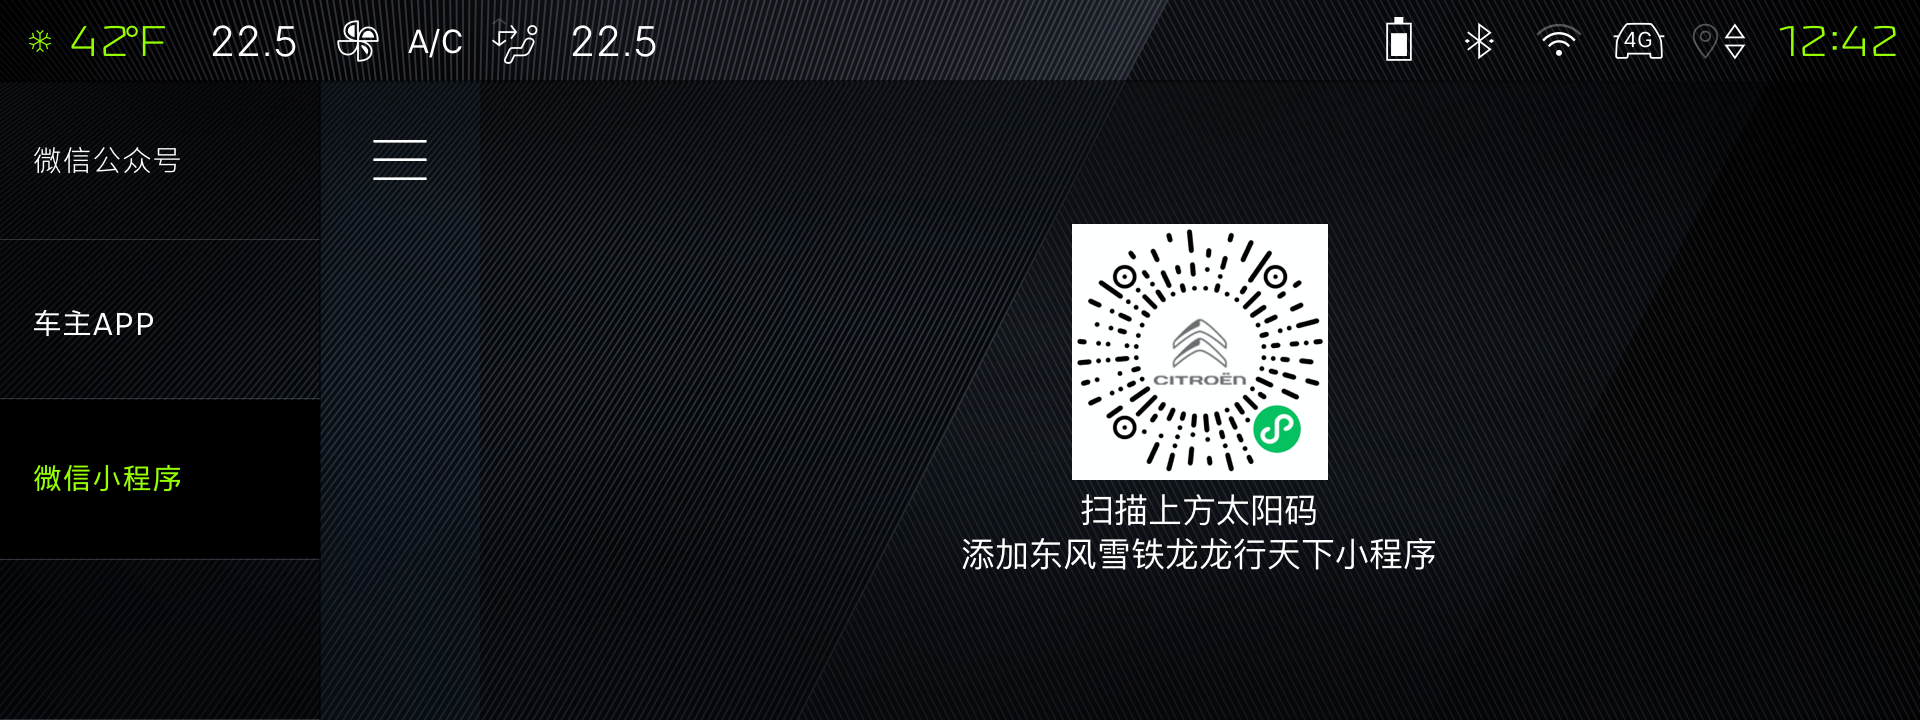 42°F 22.5 A/C 22.5 4G 12:42
微信公众号
车主APP
微信小程序
CITROËN
扫描上方太阳码
添加东风雪铁龙龙行天下小程序